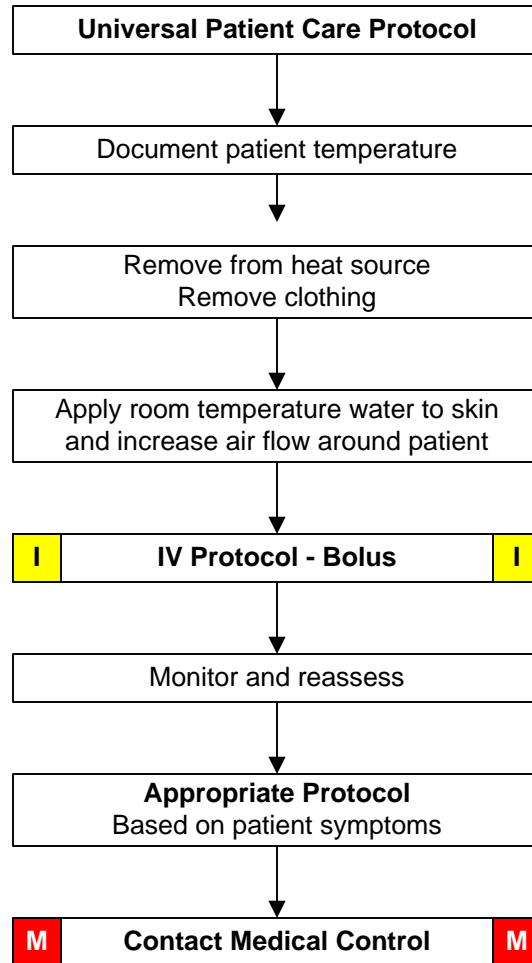 Universal Patient Care Protocol
Document patient temperature
Remove from heat source
Remove clothing
Apply room temperature water to skin
and increase air flow around patient
I IV Protocol - Bolus I
Monitor and reassess
Appropriate Protocol
Based on patient symptoms
M Contact Medical Control M